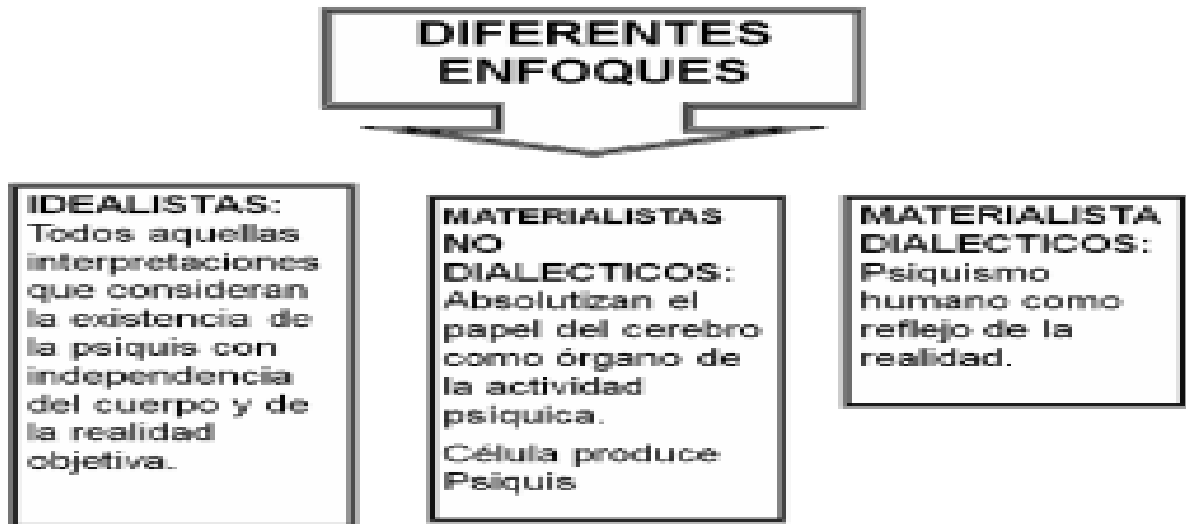 DIFERENTES
ENFOQUES
IDEALISTAS:
Todos aquellas
interpretaciones
que consideran
la existencia de
la psiquis con
independencia
del cuerpo y de
la realidad
objetiva.
MATERIALISTAS
NO
DIALECTICOS:
Absolutizan el
papel del cerebro
como órgano de
la actividad
psiquica.
Célula produce
Psiquis
MATERIALISTA
DIALECTICOS:
Psiquismo
humano como
reflejo de la
realidad.